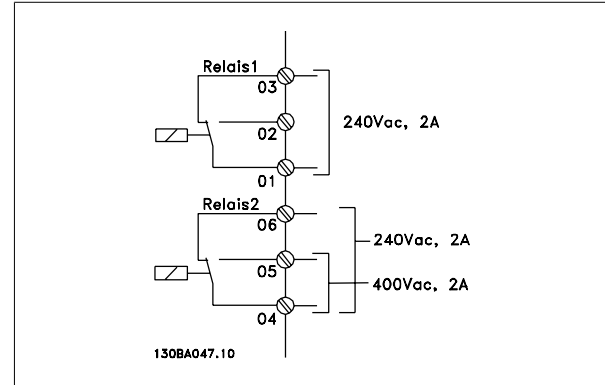 Relais1
03
02
240Vac, 2A
01
Relais2
06
240Vac, 2A
05
400Vac, 2A
04
130BA047.10